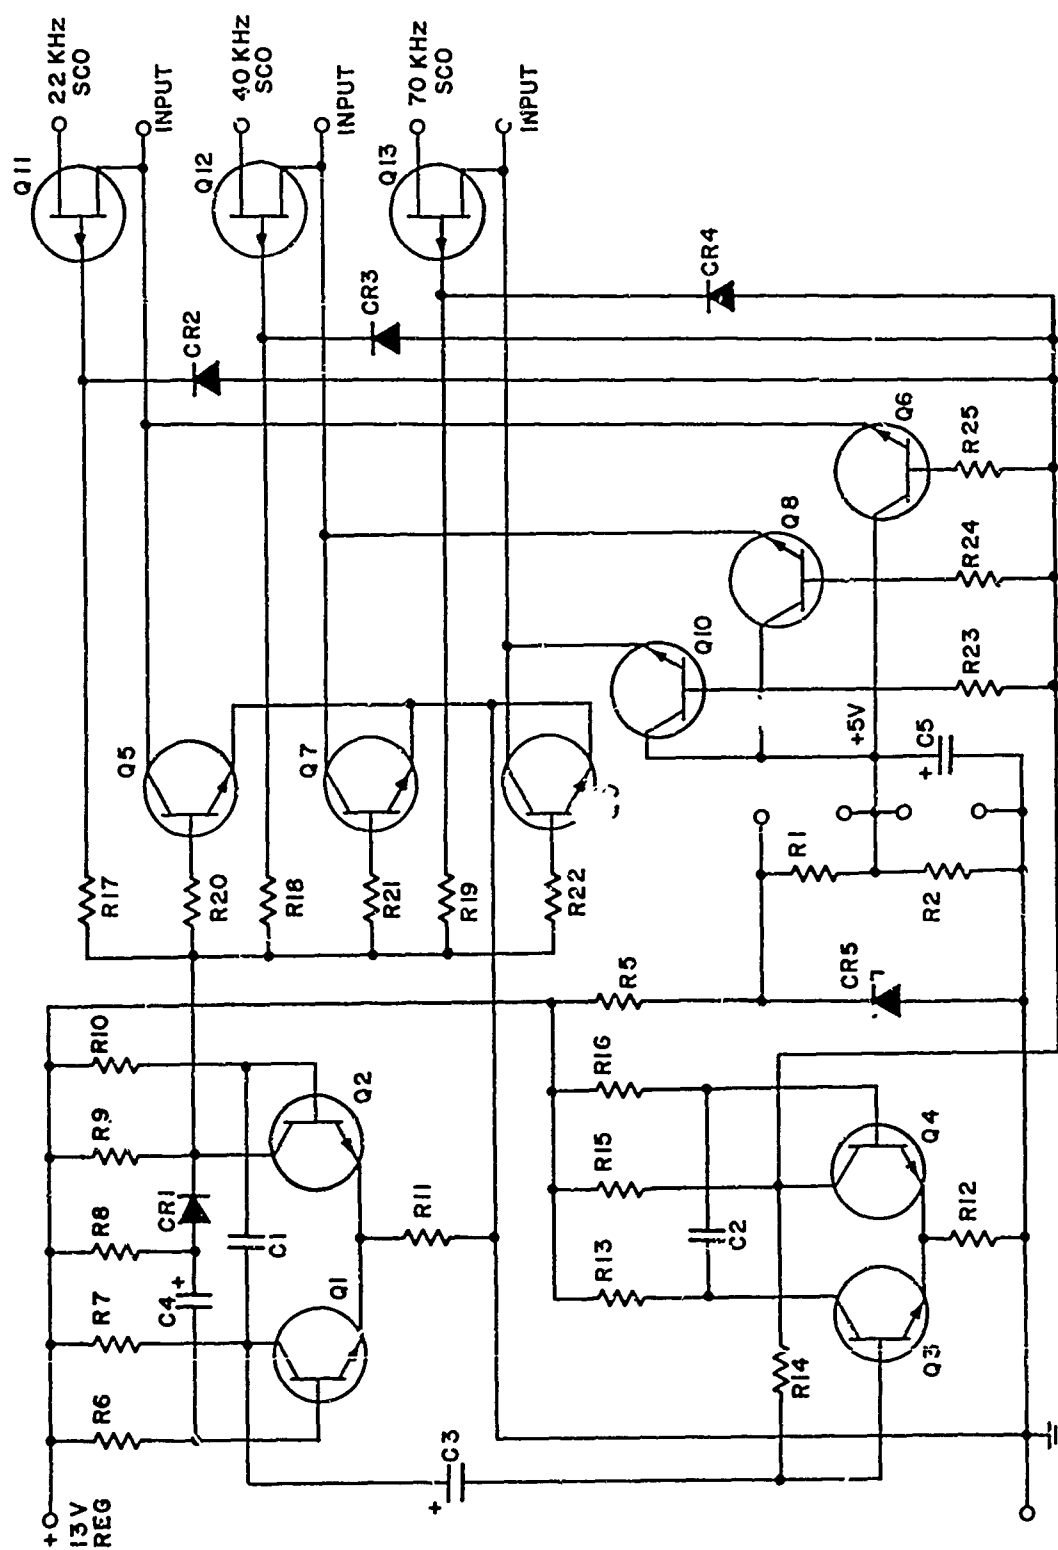 Q11
22 KHz
SCO
INPUT
Q12
40 KHz
SCO
INPUT
Q13
70 KHz
SCO
INPUT
CR2
CR3
CR4
Q5
Q7
Q10
Q8
Q6
R17
R20
R18
R21
R19
R22
R23
R24
R25
+5V
+
C5
R1
R2
R5
CR5
R10
R9
R8
R7
R6
CR1
C4
+
C1
Q2
Q1
R11
R16
R15
R13
C2
Q4
Q3
R12
R14
+
C3
+
13V
REG